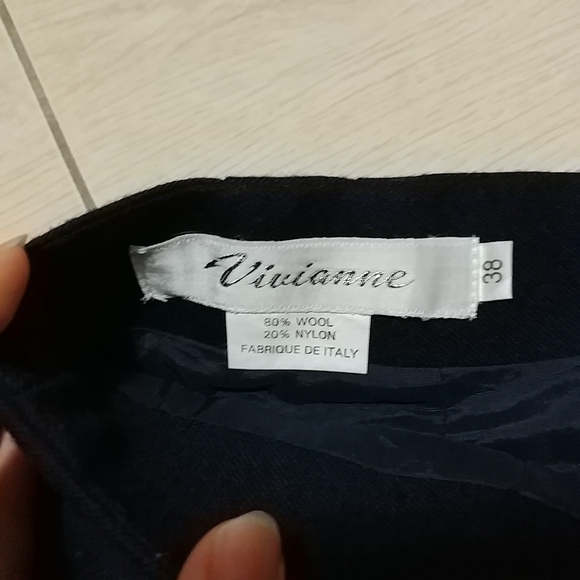 Vivianne
38
80% WOOL
20% NYLON
FABRIQUE DE ITALY